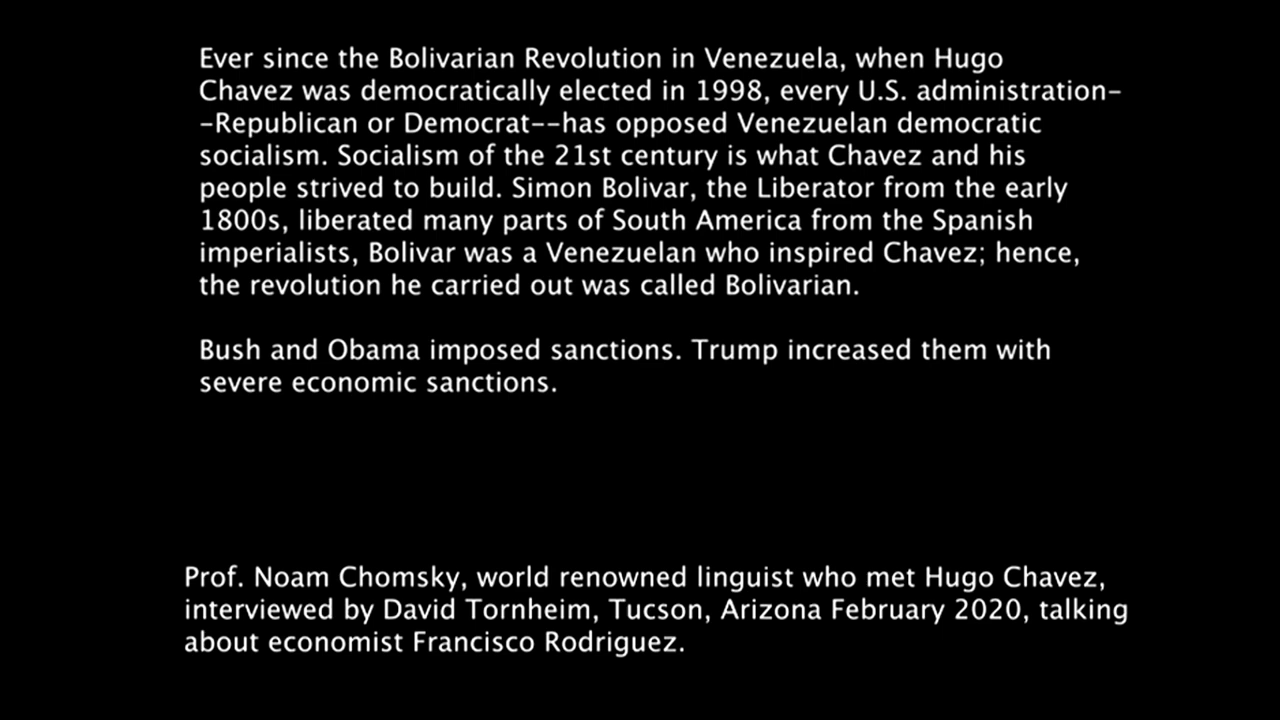 Ever since the Bolivarian Revolution in Venezuela, when Hugo
Chavez was democratically elected in 1998, every U.S. administration-
-Republican or Democrat--has opposed Venezuelan democratic
socialism. Socialism of the 21st century is what Chavez and his
people strived to build. Simon Bolivar, the Liberator from the early
1800s, liberated many parts of South America from the Spanish
imperialists, Bolivar was a Venezuelan who inspired Chavez; hence,
the revolution he carried out was called Bolivarian.
Bush and Obama imposed sanctions. Trump increased them with
severe economic sanctions.
Prof. Noam Chomsky, world renowned linguist who met Hugo Chavez,
interviewed by David Tornheim, Tucson, Arizona February 2020, talking
about economist Francisco Rodriguez.